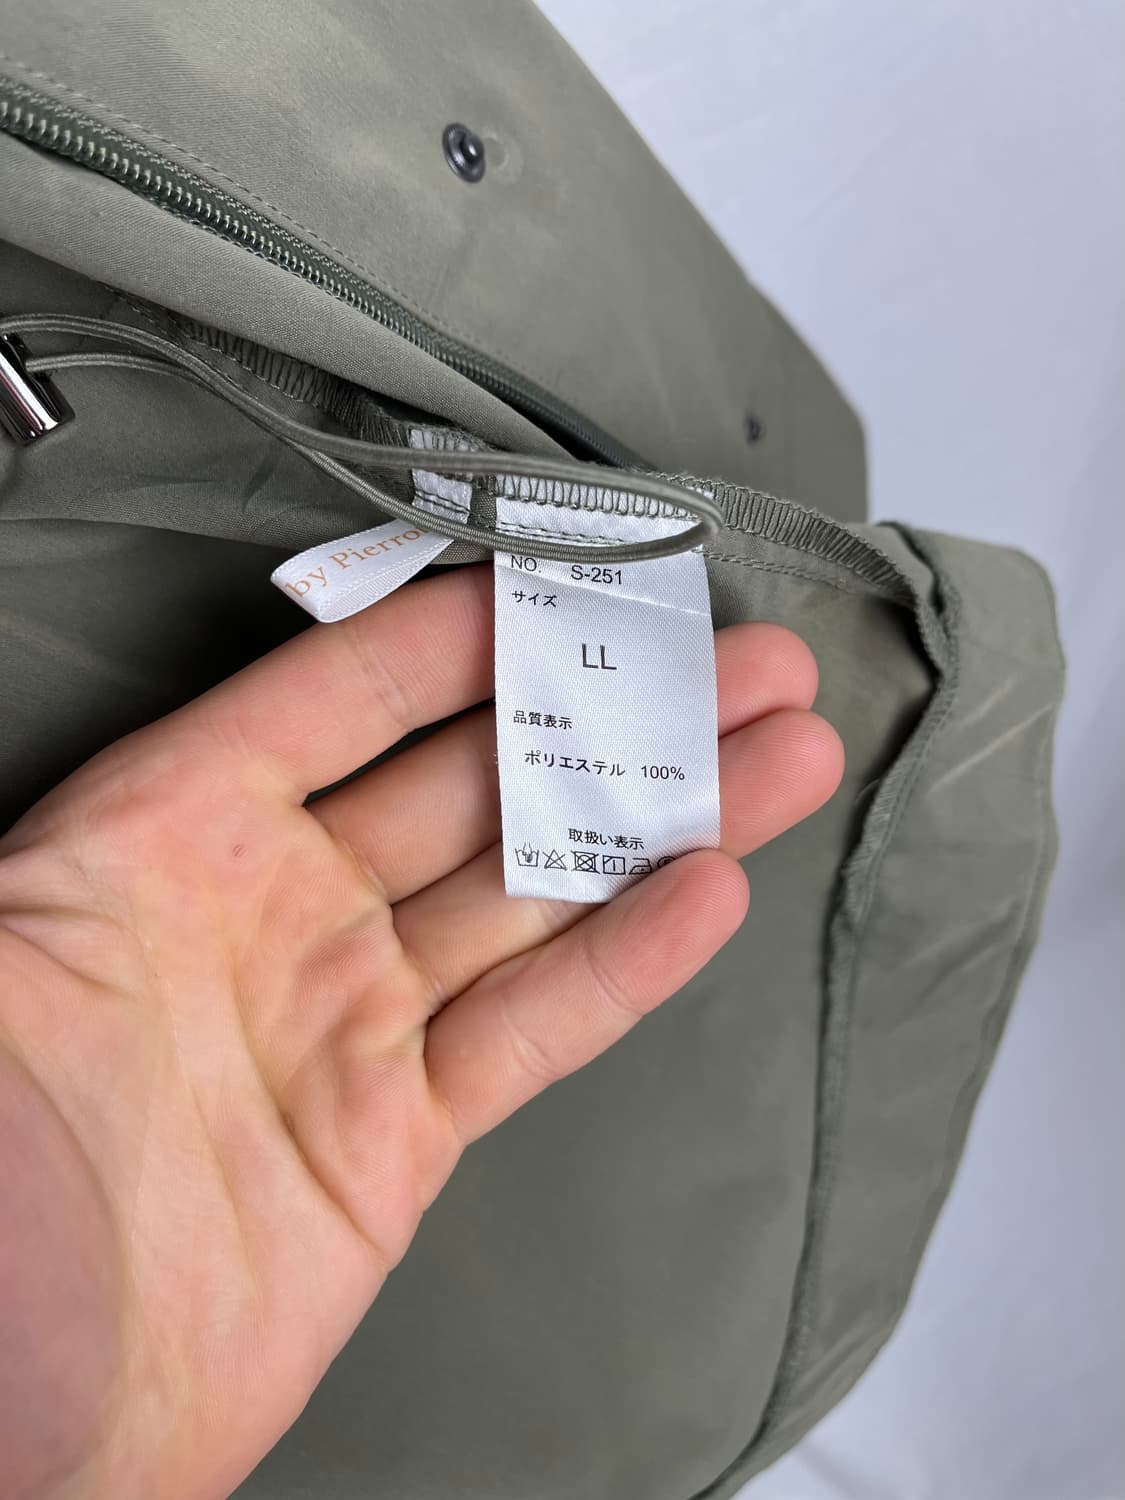 by Pierro
NO. S-251
サイズ
LL
品質表示
ポリエステル 100%
取扱い表示